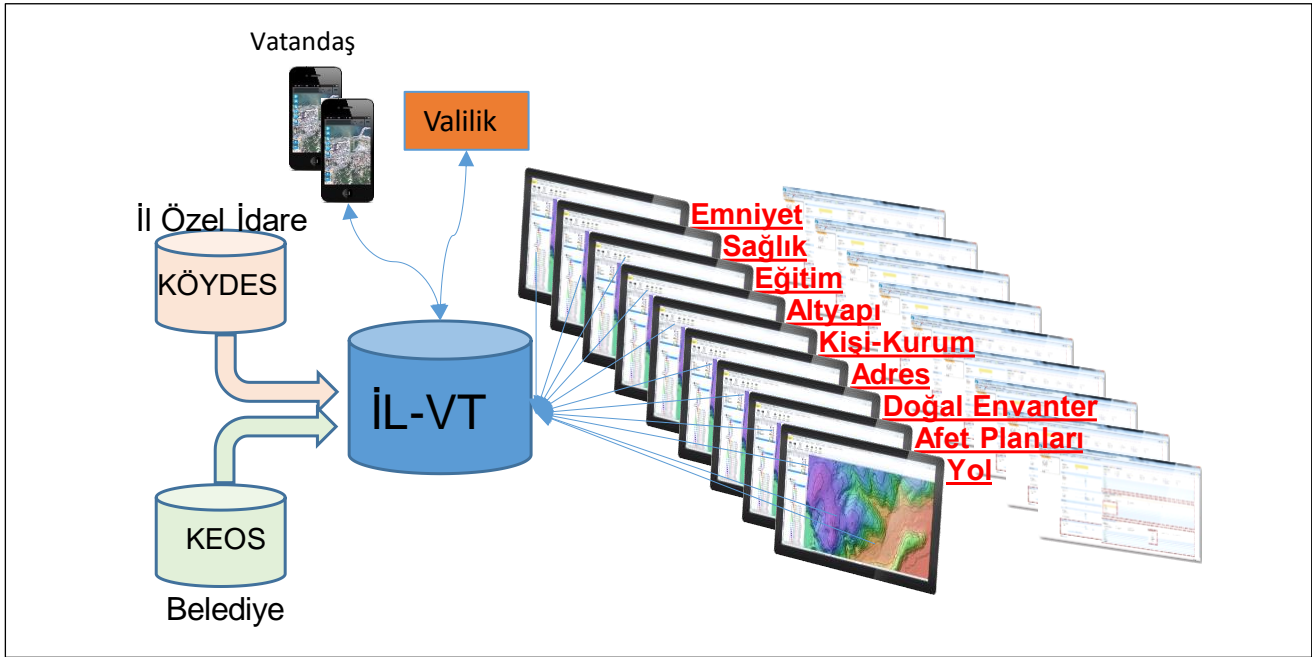 Vatandaş
Valilik
İl Özel İdare
KÖYDES
İL-VT
KEOS
Belediye
Emniyet
Sağlık
Eğitim
Altyapı
Kişi-Kurum
Adres
Doğal Envanter
Afet Planları
Yol